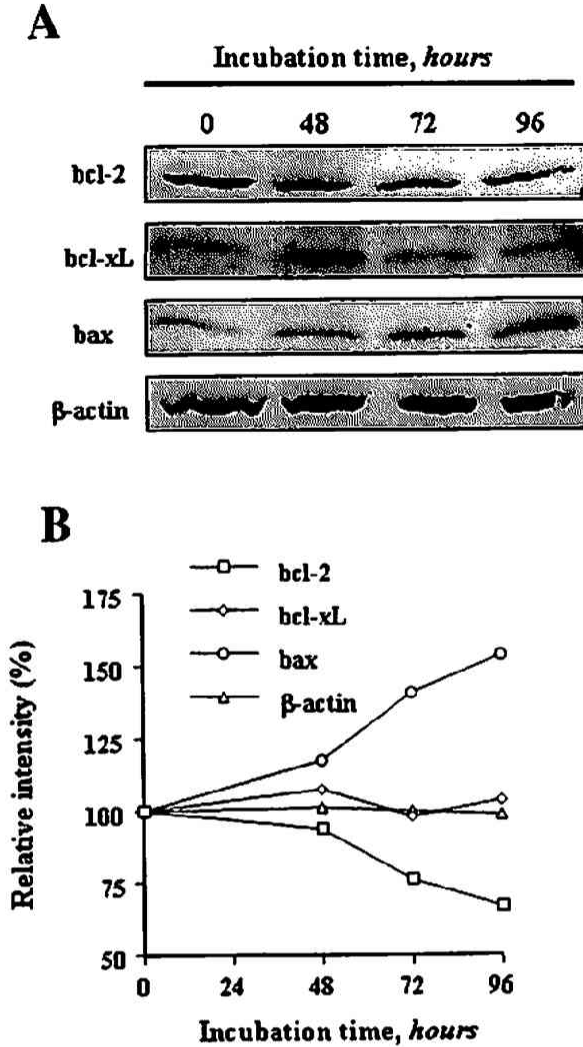 A
Incubation time, hours
0 48 72 96
bcl-2
bcl-xL
bax
β-actin
B
bcl-2
bcl-xL
bax
β-actin
Relative intensity (%)
175
150
125
100
75
50
0 24 48 72 96
Incubation time, hours